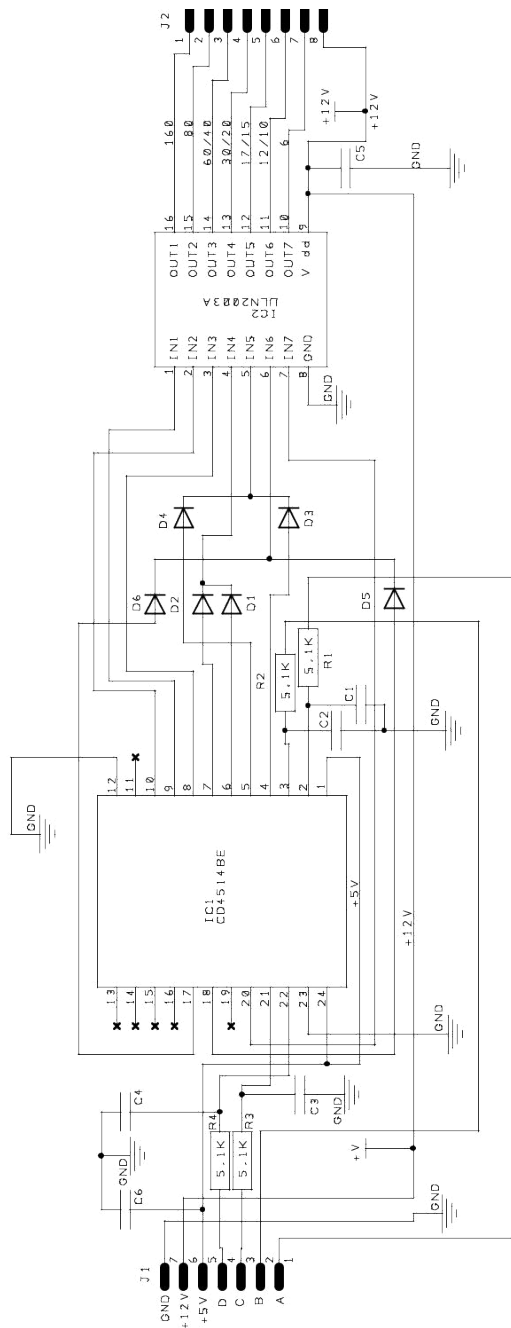 J1
GND
+12V
+5V
D
C
B
A
7
6
5
4
3
2
1
C6
C4
GND
R4
5.1K
5.1K
R3
C3
GND
GND
+V
GND
+12V
13
14
15
16
17
18
19
20
21
22
23
24
IC1
CD4514BE
+5V
GND
12
11
10
9
8
7
6
5
4
3
2
1
R2
5.1K
5.1K
R1
C2
C1
GND
D6
D2
D1
D4
D3
D5
1
2
3
4
5
6
7
8
IN1
IN2
IN3
IN4
IN5
IN6
IN7
GND
GND
IC2
ULN2003A
OUT1
OUT2
OUT3
OUT4
OUT5
OUT6
OUT7
V dd
16
15
14
13
12
11
10
9
160
80
60/40
30/20
17/15
12/10
6
C5
GND
+12V
+12V
J2
1
2
3
4
5
6
7
8